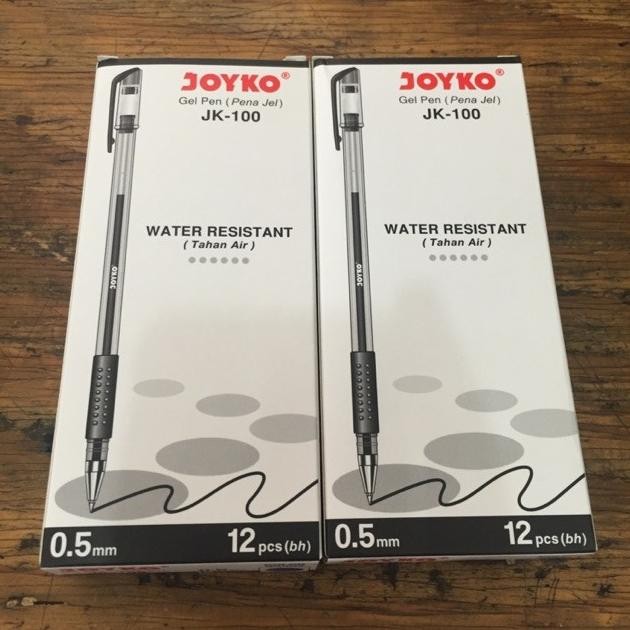 JOYKO®
Gel Pen (Pena Jel)
JK-100
WATER RESISTANT
(Tahan Air)
JOYKO
0.5mm
12 pcs (bh)
JOYKO®
Gel Pen (Pena Jel)
JK-100
WATER RESISTANT
(Tahan Air)
JOYKO
0.5mm
12 pcs (bh)